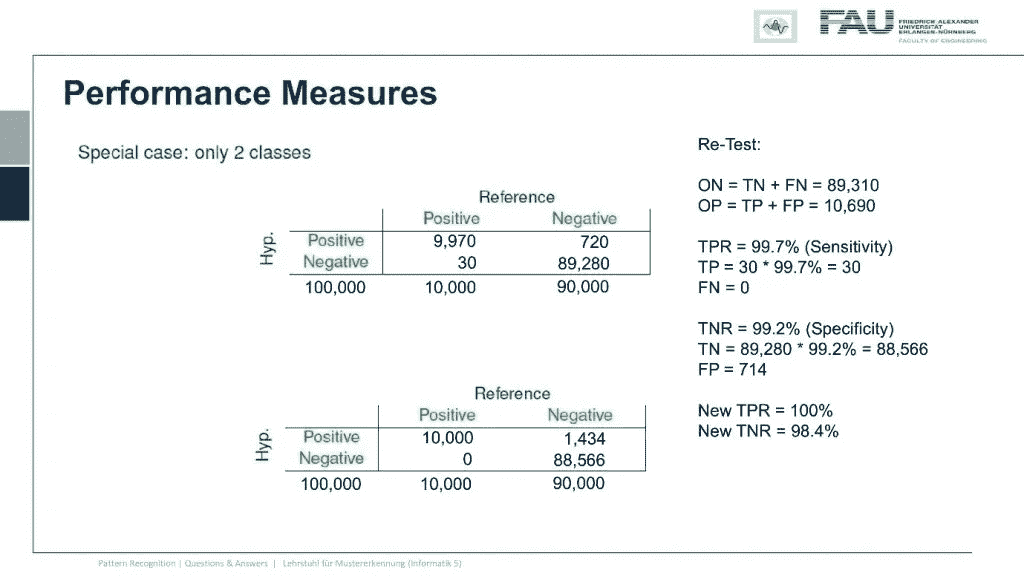 FAU
FRIEDRICH-ALEXANDER
UNIVERSITÄT
ERLANGEN-NÜRNBERG
FACULTY OF ENGINEERING
Performance Measures
Special case: only 2 classes
Reference
Positive Negative
Hyp.
Positive 9,970 720
Negative 30 89,280
100,000 10,000 90,000
Reference
Positive Negative
Hyp.
Positive 10,000 1,434
Negative 0 88,566
100,000 10,000 90,000
Re-Test:
ON = TN + FN = 89,310
OP = TP + FP = 10,690
TPR = 99.7% (Sensitivity)
TP = 30 * 99.7% = 30
FN = 0
TNR = 99.2% (Specificity)
TN = 89,280 * 99.2% = 88,566
FP = 714
New TPR = 100%
New TNR = 98.4%
Pattern Recognition | Questions & Answers | Lehrstuhl für Mustererkennung (Informatik 5)